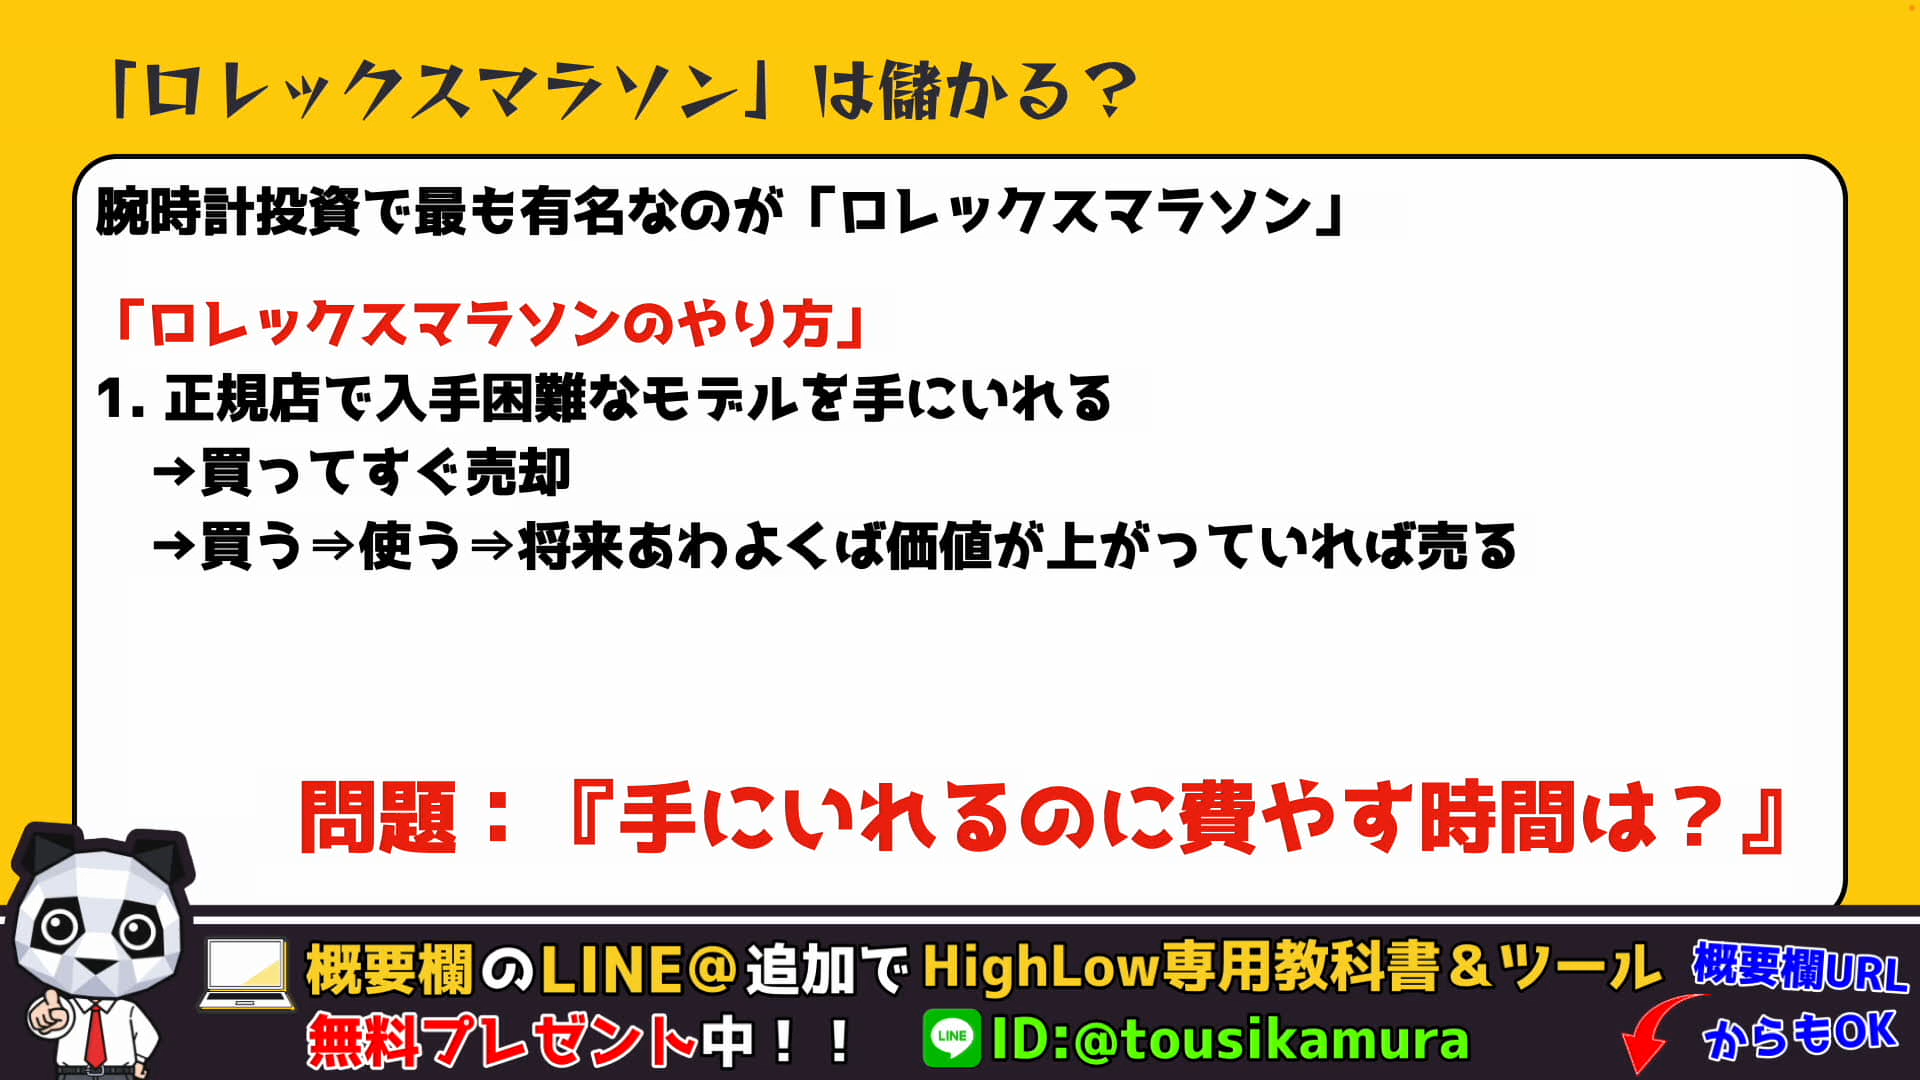 「ロレックスマラソン」は儲かる？
腕時計投資で最も有名なのが「ロレックスマラソン」
「ロレックスマラソンのやり方」
1. 正規店で入手困難なモデルを手にいれる
→買ってすぐ売却
→買う⇒使う⇒将来あわよくば価値が上がっていれば売る
問題：『手にいれるのに費やす時間は？』
概要欄のLINE@追加でHighLow専用教科書＆ツール
無料プレゼント中！！
LINE ID:@tousikamura
概要欄URL
からもOK